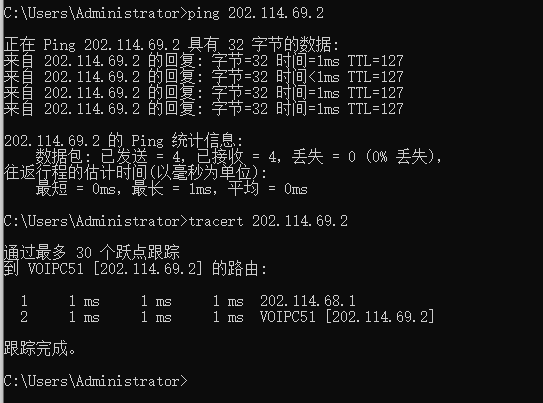 C:\Users\Administrator>ping 202.114.69.2
正在 Ping 202.114.69.2 具有 32 字节的数据:
来自 202.114.69.2 的回复: 字节=32 时间=1ms TTL=127
来自 202.114.69.2 的回复: 字节=32 时间<1ms TTL=127
来自 202.114.69.2 的回复: 字节=32 时间=1ms TTL=127
来自 202.114.69.2 的回复: 字节=32 时间=1ms TTL=127
202.114.69.2 的 Ping 统计信息:
    数据包: 已发送 = 4, 已接收 = 4, 丢失 = 0 (0% 丢失),
往返行程的估计时间(以毫秒为单位):
    最短 = 0ms, 最长 = 1ms, 平均 = 0ms
C:\Users\Administrator>tracert 202.114.69.2
通过最多 30 个跃点跟踪
到 VOIPC51 [202.114.69.2] 的路由:
  1     1 ms     1 ms     1 ms  202.114.68.1
  2     1 ms     1 ms     1 ms  VOIPC51 [202.114.69.2]
跟踪完成。
C:\Users\Administrator>